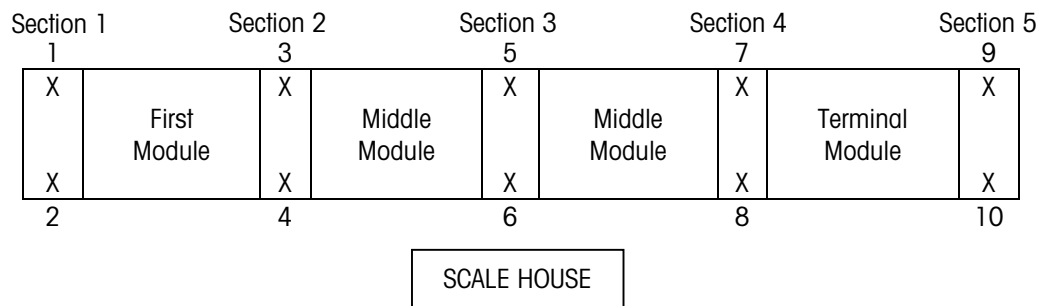 Section 1 Section 2 Section 3 Section 4 Section 5
1 3 5 7 9
X X X X X
First Module
Middle Module
Middle Module
Terminal Module
X X X X X
2 4 6 8 10
SCALE HOUSE